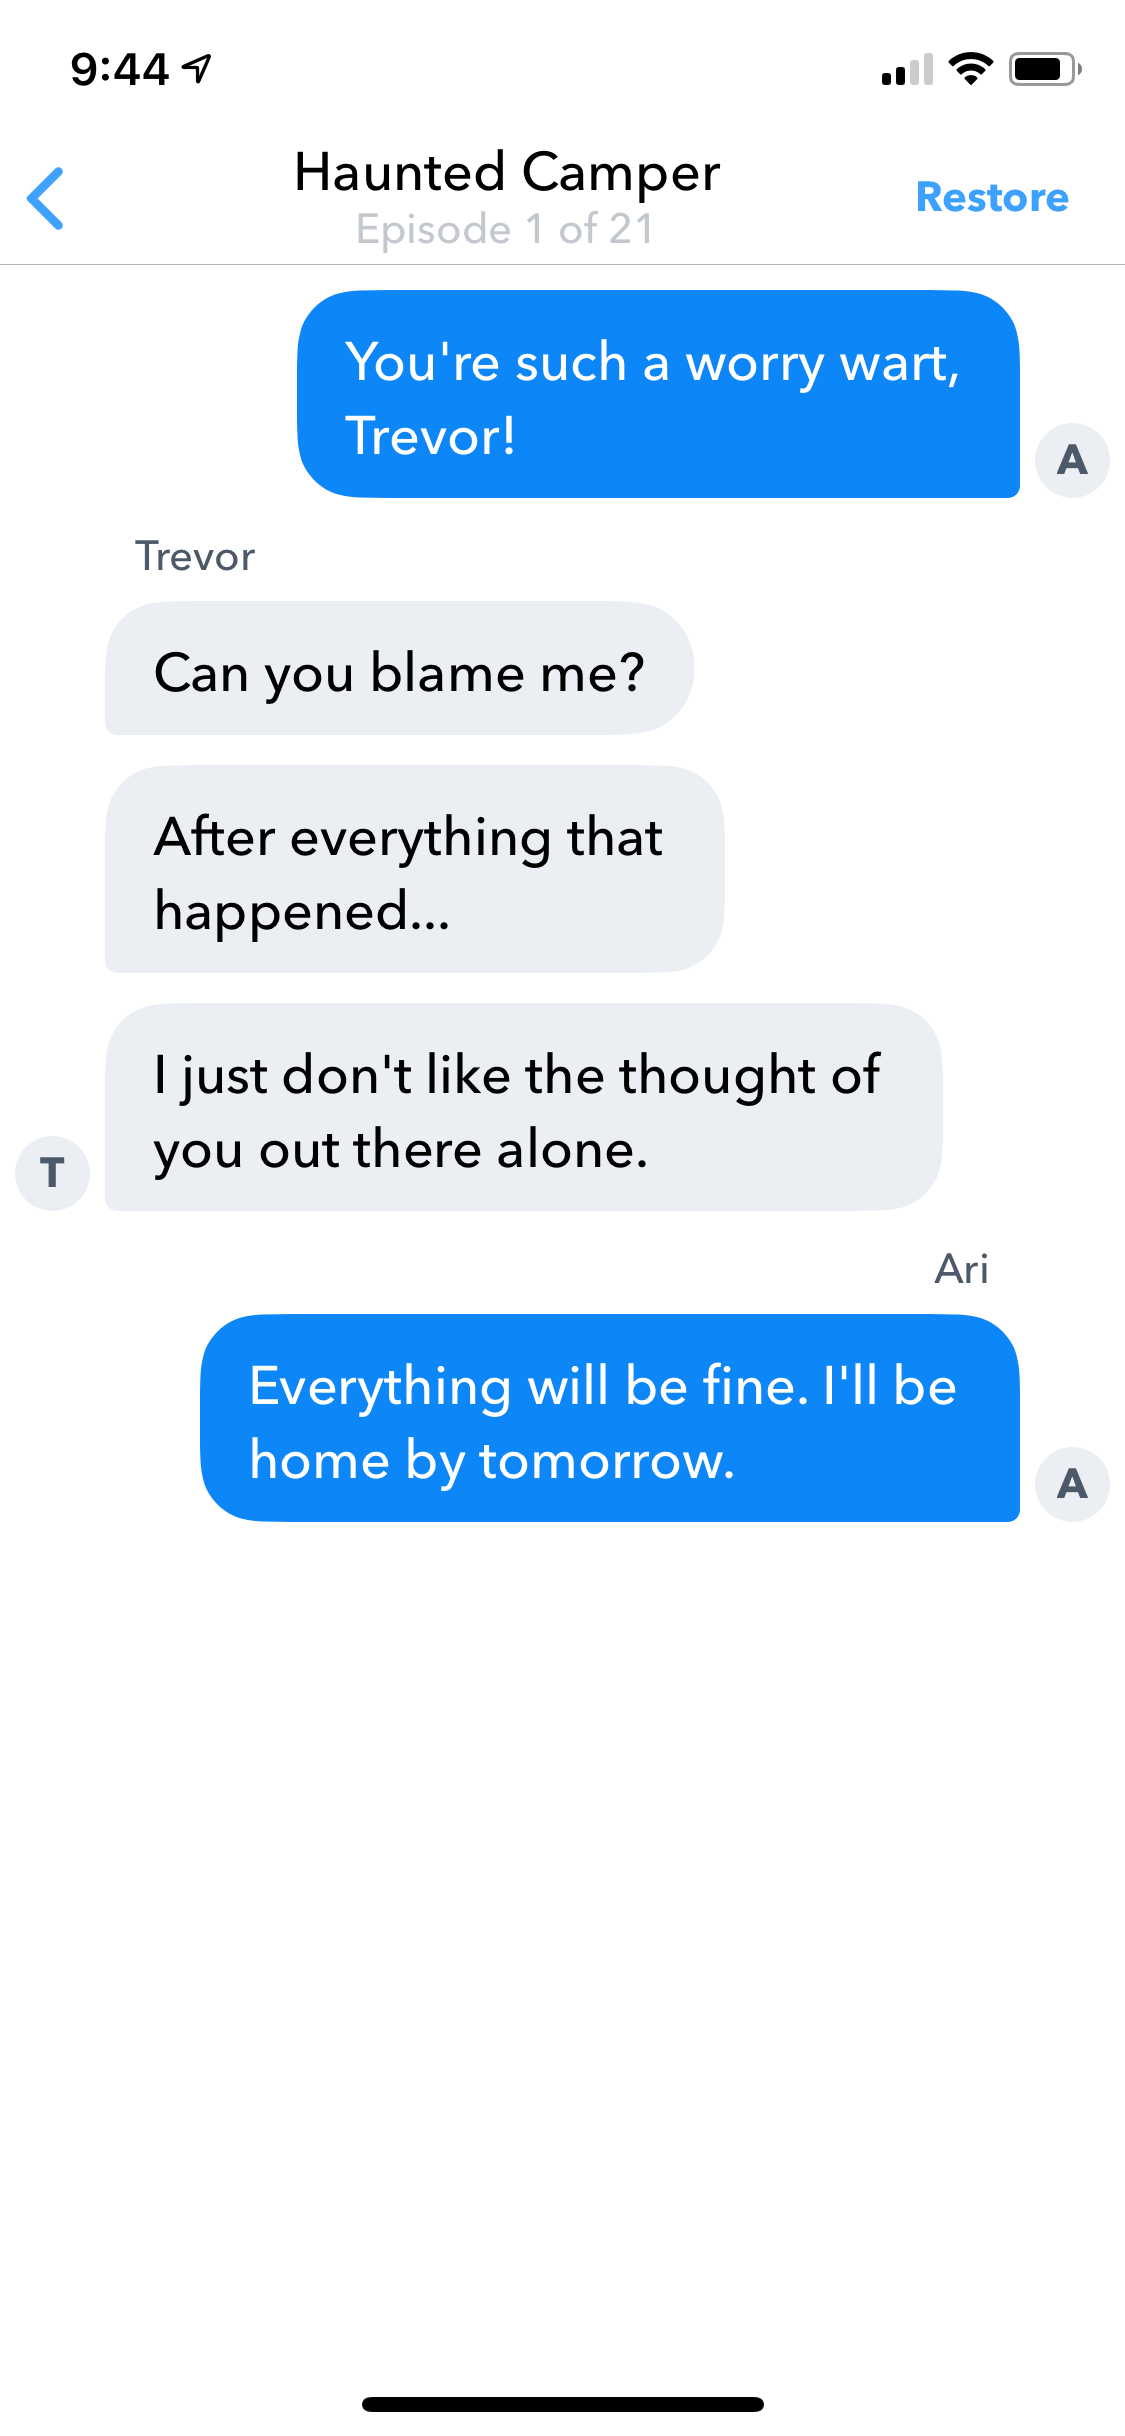 9:44
Haunted Camper
Episode 1 of 21
Restore
You're such a worry wart,
Trevor!
A
Trevor
Can you blame me?
After everything that
happened...
I just don't like the thought of
you out there alone.
T
Ari
Everything will be fine. I'll be
home by tomorrow.
A